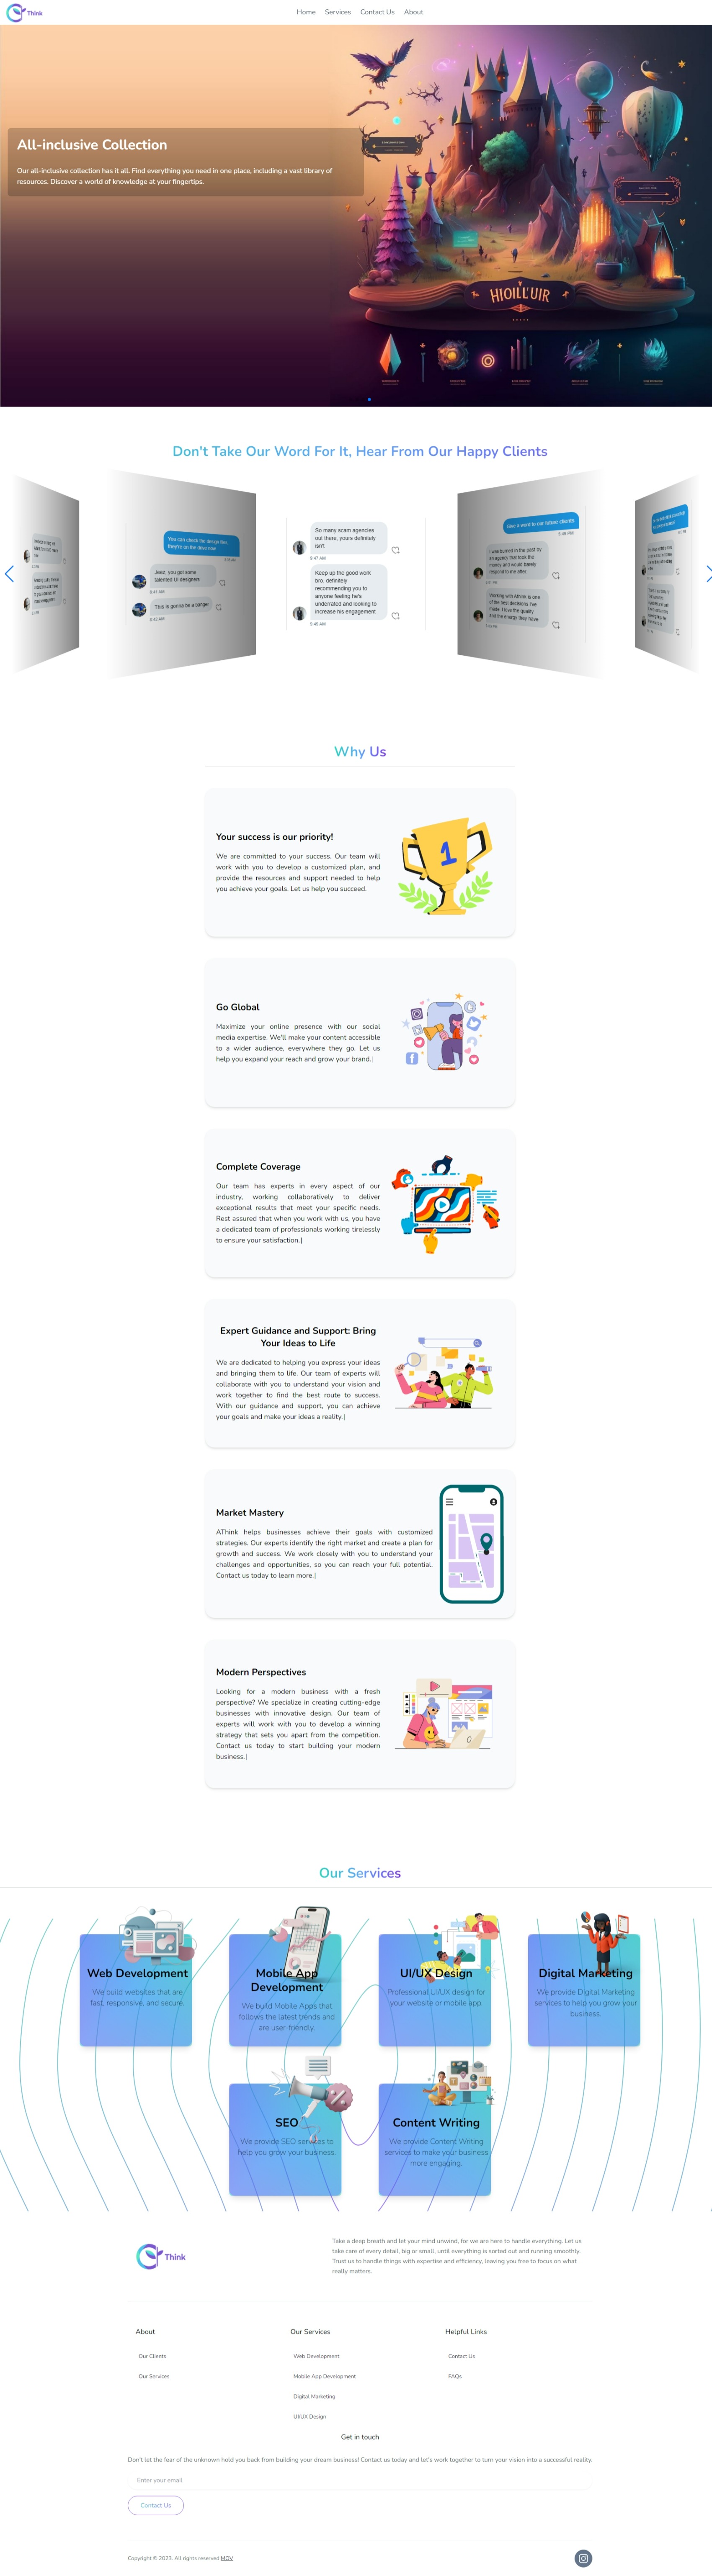 Think
Home Services Contact Us About
All-inclusive Collection
Our all-inclusive collection has it all. Find everything you need in one place, including a vast library of
resources. Discover a world of knowledge at your fingertips.
HIOILL'UIR
Don't Take Our Word For It, Hear From Our Happy Clients
You can check his design firm,
they're on the direc now
Jeez, you got some
talented UI designers
6:41 AM
This is gonna be a banger
6:42 AM
So many scam agencies
out there, yours definitely
isn't
9:47 AM
Keep up the good work
bro, definitely
recommending you to
anyone feeling he's
underrated and looking to
increase his engagement
9:48 AM
Give a word to our future clients
5:48 PM
I was burned in the past by
an agency that took the
money and would barely
respond to me after.
Working with Athink is one
of the best decisions I've
made. I love the quality
and the energy they have
Why Us
Your success is our priority!
We are committed to your success. Our team will
work with you to develop a customized plan, and
provide the resources and support needed to help
you achieve your goals. Let us help you succeed.
1
Go Global
Maximize your online presence with our social
media expertise. We'll make your content accessible
to a wider audience, everywhere they go. Let us
help you expand your reach and grow your brand.
Complete Coverage
Our team has experts in every aspect of our
industry, working collaboratively to deliver
exceptional results that meet your specific needs.
Rest assured that when you work with us, you have
a dedicated team of professionals working tirelessly
to ensure your satisfaction.|
Expert Guidance and Support: Bring
Your Ideas to Life
We are dedicated to helping you express your ideas
and bringing them to life. Our team of experts will
collaborate with you to understand your vision and
work together to find the best route to success.
With our guidance and support, you can achieve
your goals and make your ideas a reality.|
Market Mastery
AThink helps businesses achieve their goals with customized
strategies. Our experts identify the right market and create a plan for
growth and success. We work closely with you to understand your
challenges and opportunities, so you can reach your full potential.
Contact us today to learn more.|
Modern Perspectives
Looking for a modern business with a fresh
perspective? We specialize in creating cutting-edge
businesses with innovative design. Our team of
experts will work with you to develop a winning
strategy that sets you apart from the competition.
Contact us today to start building your modern
business.|
Our Services
Web Development
We build websites that are
fast, responsive, and secure.
Mobile App
Development
We build Mobile Apps that
follows the latest trends and
are user-friendly.
UI/UX Design
Professional UI/UX design for
your website or mobile app.
Digital Marketing
We provide Digital Marketing
services to help you grow your
business.
SEO
We provide SEO services to
help you grow your business.
Content Writing
We provide Content Writing
services to make your business
more engaging.
Think
Take a deep breath and let your mind unwind, for we are here to handle everything. Let us
take care of every detail, big or small, until everything is sorted out and running smoothly.
Trust us to handle things with expertise and efficiency, leaving you free to focus on what
really matters.
About
Our Clients
Our Services
Our Services
Web Development
Mobile App Development
Digital Marketing
UI/UX Design
Helpful Links
Contact Us
FAQs
Get in touch
Don't let the fear of the unknown hold you back from building your dream business! Contact us today and let's work together to turn your vision into a successful reality.
Enter your email
Contact Us
Copyright © 2023. All rights reserved.MOV